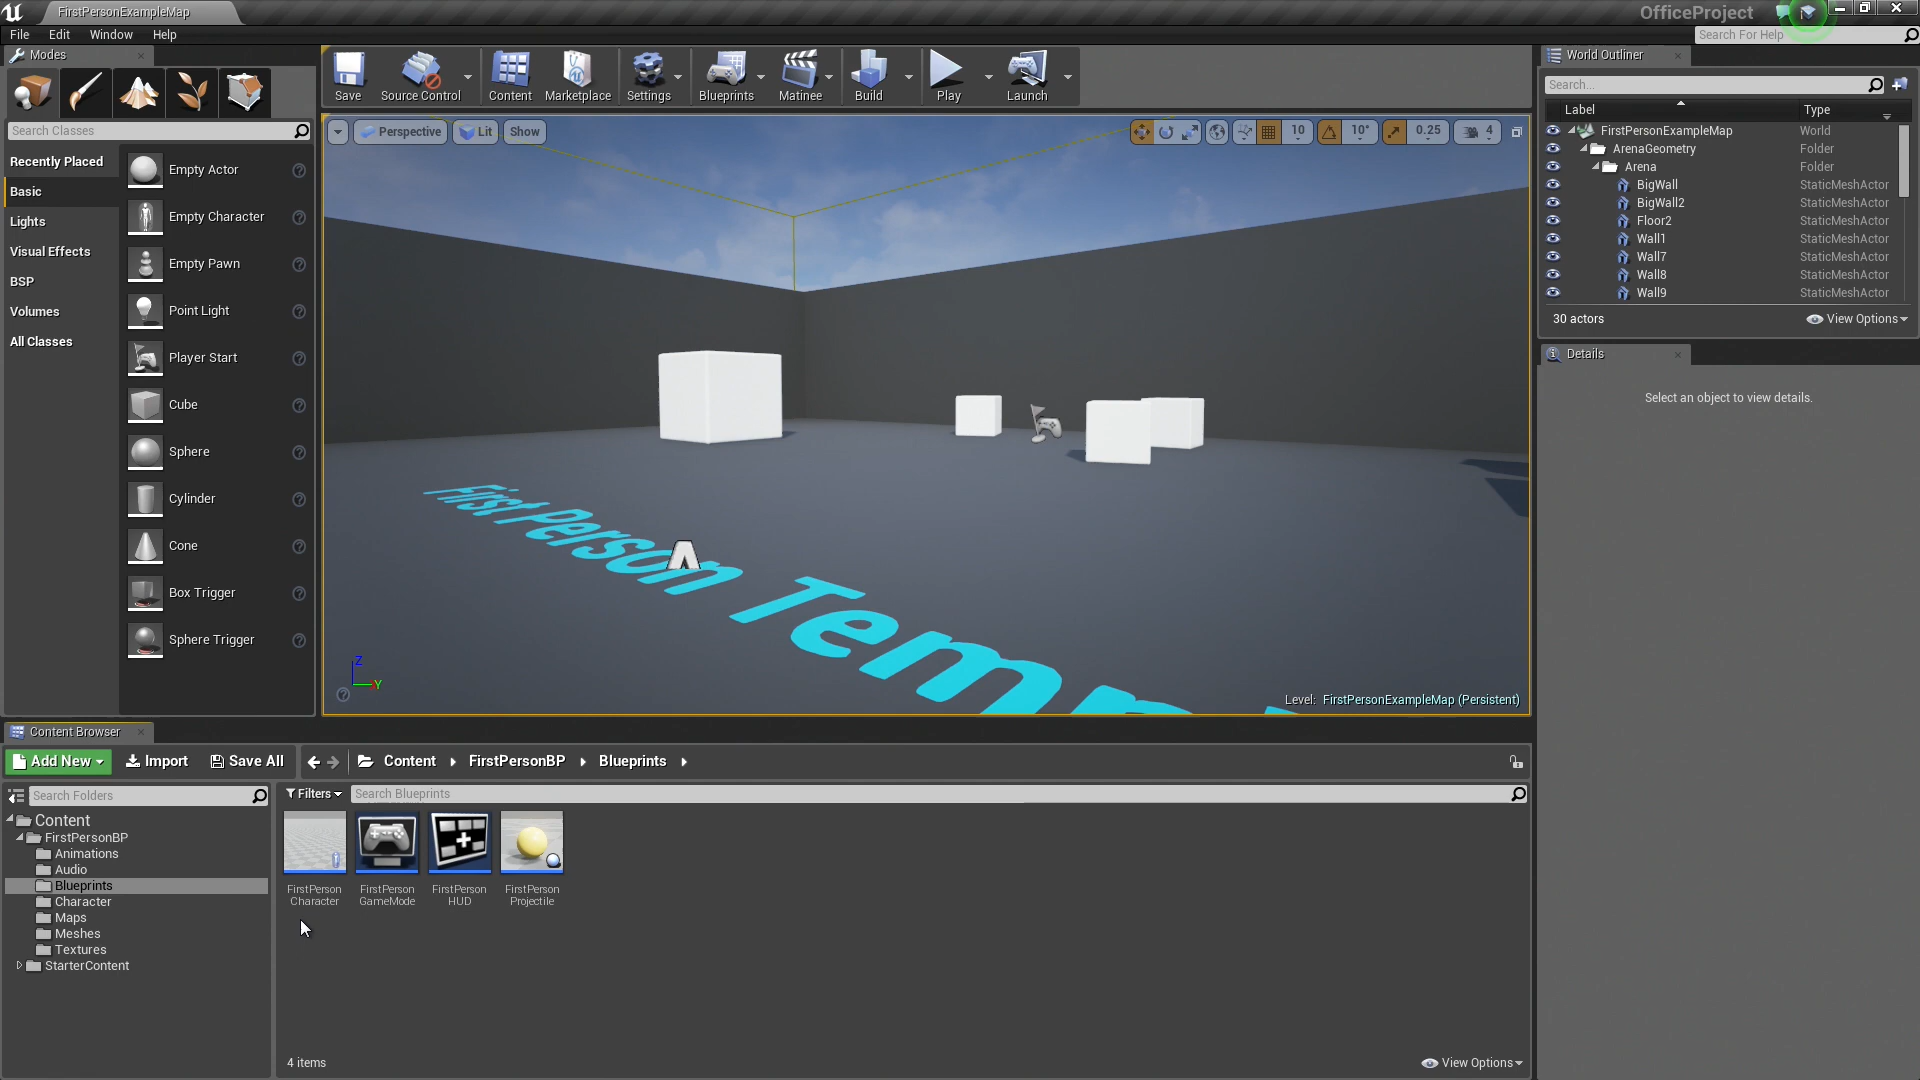 FirstPersonExampleMap
OfficeProject
File Edit Window Help
Search For Help
Modes
Save
Source Control
Content
Marketplace
Settings
Blueprints
Matinee
Build
Play
Launch
World Outliner
Search Classes
Search...
Perspective
Lit
Show
10
10°
0.25
4
Label
Type
Recently Placed
Basic
Lights
Visual Effects
BSP
Volumes
All Classes
Empty Actor
Empty Character
Empty Pawn
Point Light
Player Start
Cube
Sphere
Cylinder
Cone
Box Trigger
Sphere Trigger
First Person Temp
Z
Y
Level: FirstPersonExampleMap (Persistent)
FirstPersonExampleMap World
ArenaGeometry Folder
Arena Folder
BigWall StaticMeshActor
BigWall2 StaticMeshActor
Floor2 StaticMeshActor
Wall1 StaticMeshActor
Wall7 StaticMeshActor
Wall8 StaticMeshActor
Wall9 StaticMeshActor
30 actors
View Options
Details
Select an object to view details.
Content Browser
Add New
Import
Save All
Content
FirstPersonBP
Blueprints
Search Folders
Filters
Search Blueprints
Content
FirstPersonBP
Animations
Audio
Blueprints
Character
Maps
Meshes
Textures
StarterContent
FirstPerson
Character
FirstPerson
GameMode
FirstPerson
HUD
FirstPerson
Projectile
4 items
View Options